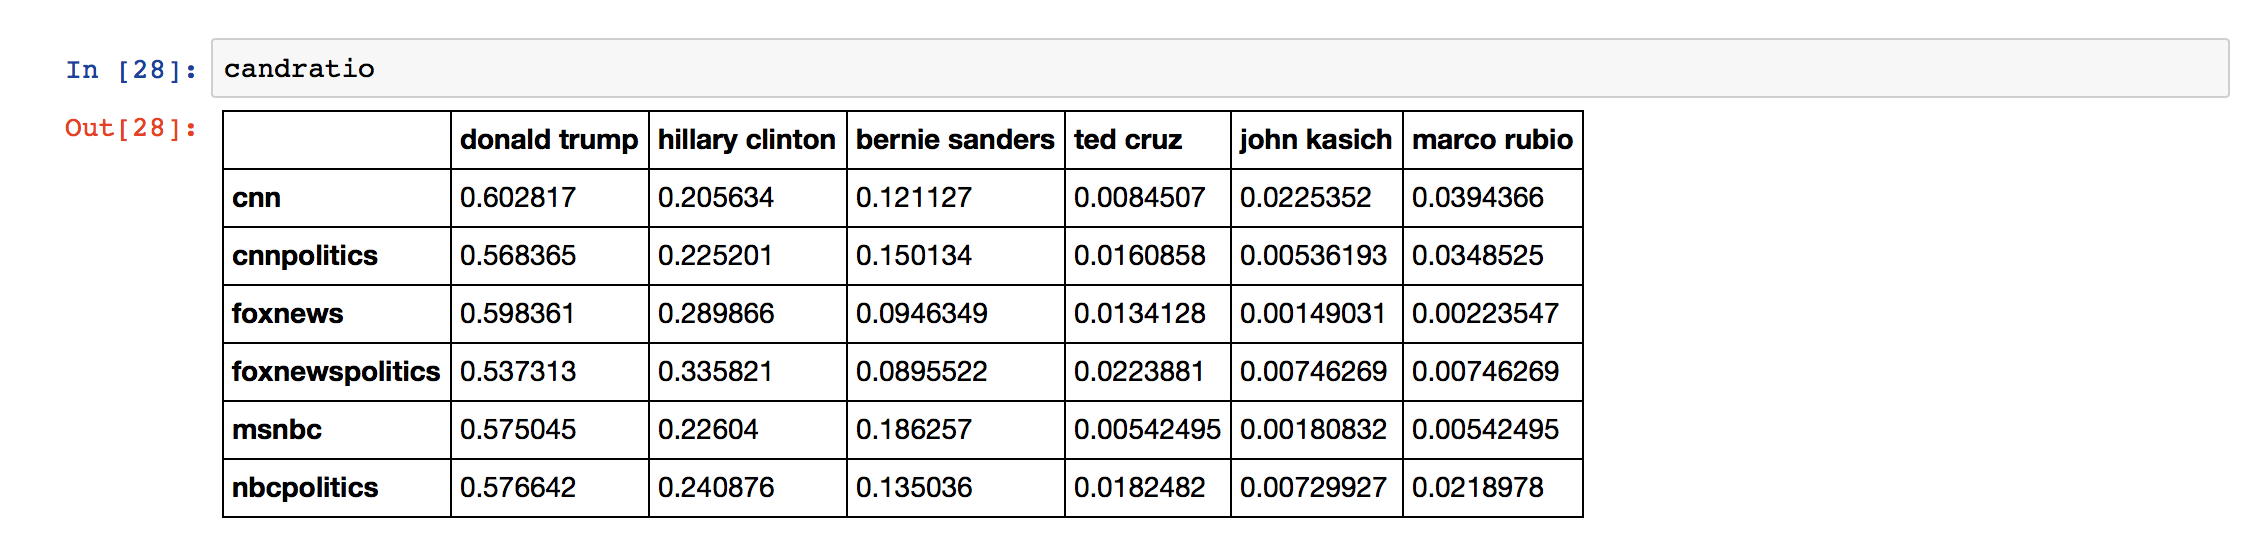 In [28]: candratio
Out[28]:
donald trump hillary clinton bernie sanders ted cruz john kasich marco rubio
cnn 0.602817 0.205634 0.121127 0.0084507 0.0225352 0.0394366
cnnpolitics 0.568365 0.225201 0.150134 0.0160858 0.00536193 0.0348525
foxnews 0.598361 0.289866 0.0946349 0.0134128 0.00149031 0.00223547
foxnewspolitics 0.537313 0.335821 0.0895522 0.0223881 0.00746269 0.00746269
msnbc 0.575045 0.22604 0.186257 0.00542495 0.00180832 0.00542495
nbcpolitics 0.576642 0.240876 0.135036 0.0182482 0.00729927 0.0218978